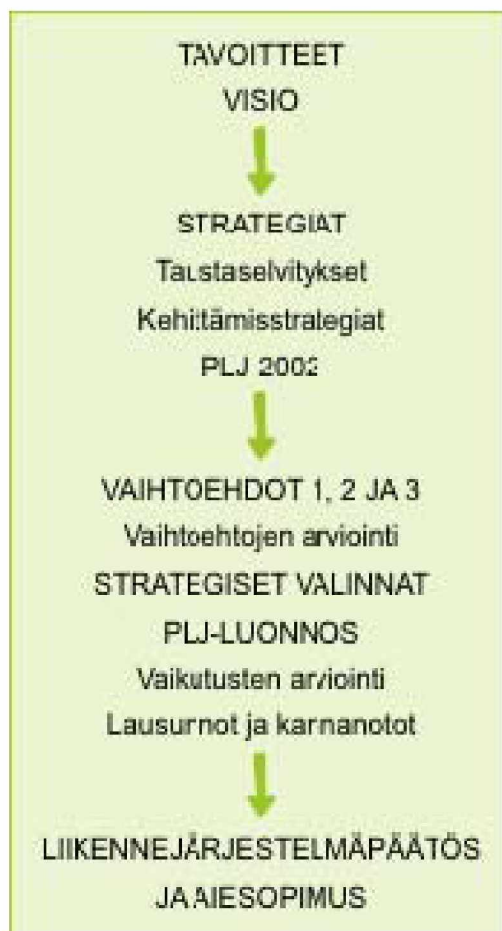 TAVOITTEET
VISIO
STRATEGIAT
Taustaselvitykset
Kehittämisstrategiat
PLJ 2002
VAIHTOEHDOT 1, 2 JA 3
Vaihtoehtojen arviointi
STRATEGISET VALINNAT
PLJ-LUONNOS
Vaikutusten arviointi
Lausunnot ja kannanotot
LIIKENNEJÄRJESTELMÄPÄÄTÖS
JA AIESOPIMUS